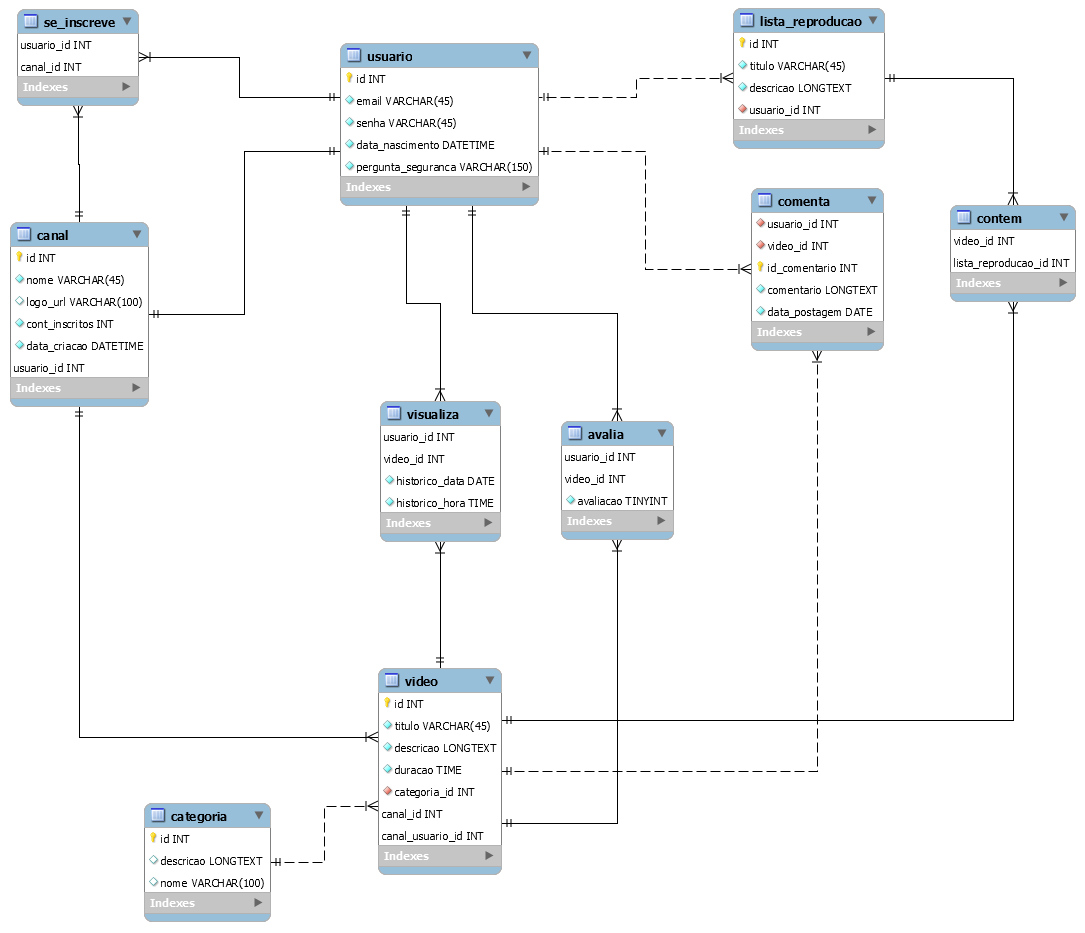 se_inscreve
usuario_id INT
canal_id INT
Indexes
usuario
id INT
email VARCHAR(45)
senha VARCHAR(45)
data_nascimento DATETIME
pergunta_seguranca VARCHAR(150)
Indexes
lista_reproducao
id INT
titulo VARCHAR(45)
descricao LONGTEXT
usuario_id INT
Indexes
canal
id INT
nome VARCHAR(45)
logo_url VARCHAR(100)
cont_inscritos INT
data_criacao DATETIME
usuario_id INT
Indexes
comenta
usuario_id INT
video_id INT
id_comentario INT
comentario LONGTEXT
data_postagem DATE
Indexes
contem
video_id INT
lista_reproducao_id INT
Indexes
visualiza
usuario_id INT
video_id INT
historico_data DATE
historico_hora TIME
Indexes
avalia
usuario_id INT
video_id INT
avaliacao TINYINT
Indexes
video
id INT
titulo VARCHAR(45)
descricao LONGTEXT
duracao TIME
categoria_id INT
canal_id INT
canal_usuario_id INT
Indexes
categoria
id INT
descricao LONGTEXT
nome VARCHAR(100)
Indexes